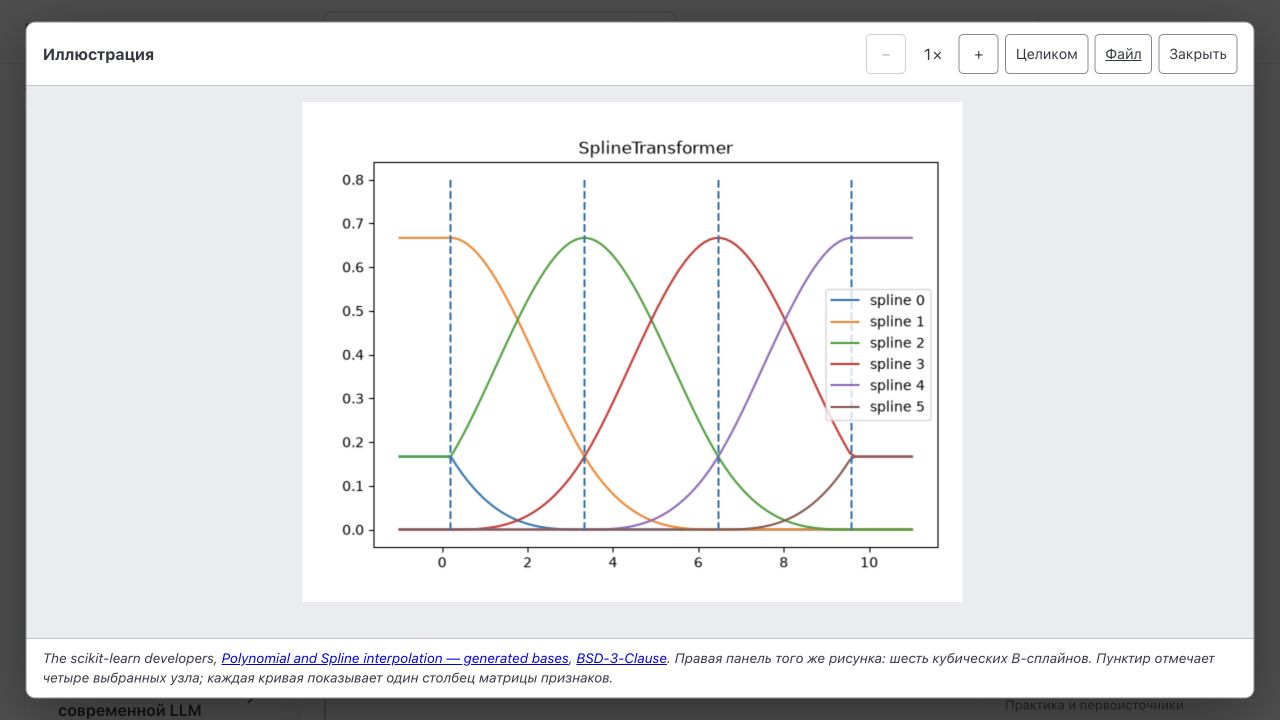 Иллюстрация
− 1× + Целиком Файл Закрыть
SplineTransformer
0.8
0.7
0.6
0.5
0.4
0.3
0.2
0.1
0.0
spline 0
spline 1
spline 2
spline 3
spline 4
spline 5
0 2 4 6 8 10
The scikit-learn developers, Polynomial and Spline interpolation — generated bases, BSD-3-Clause. Правая панель того же рисунка: шесть кубических B-сплайнов. Пунктир отмечает
четыре выбранных узла; каждая кривая показывает один столбец матрицы признаков.
современной LLM
Практика и первоисточники